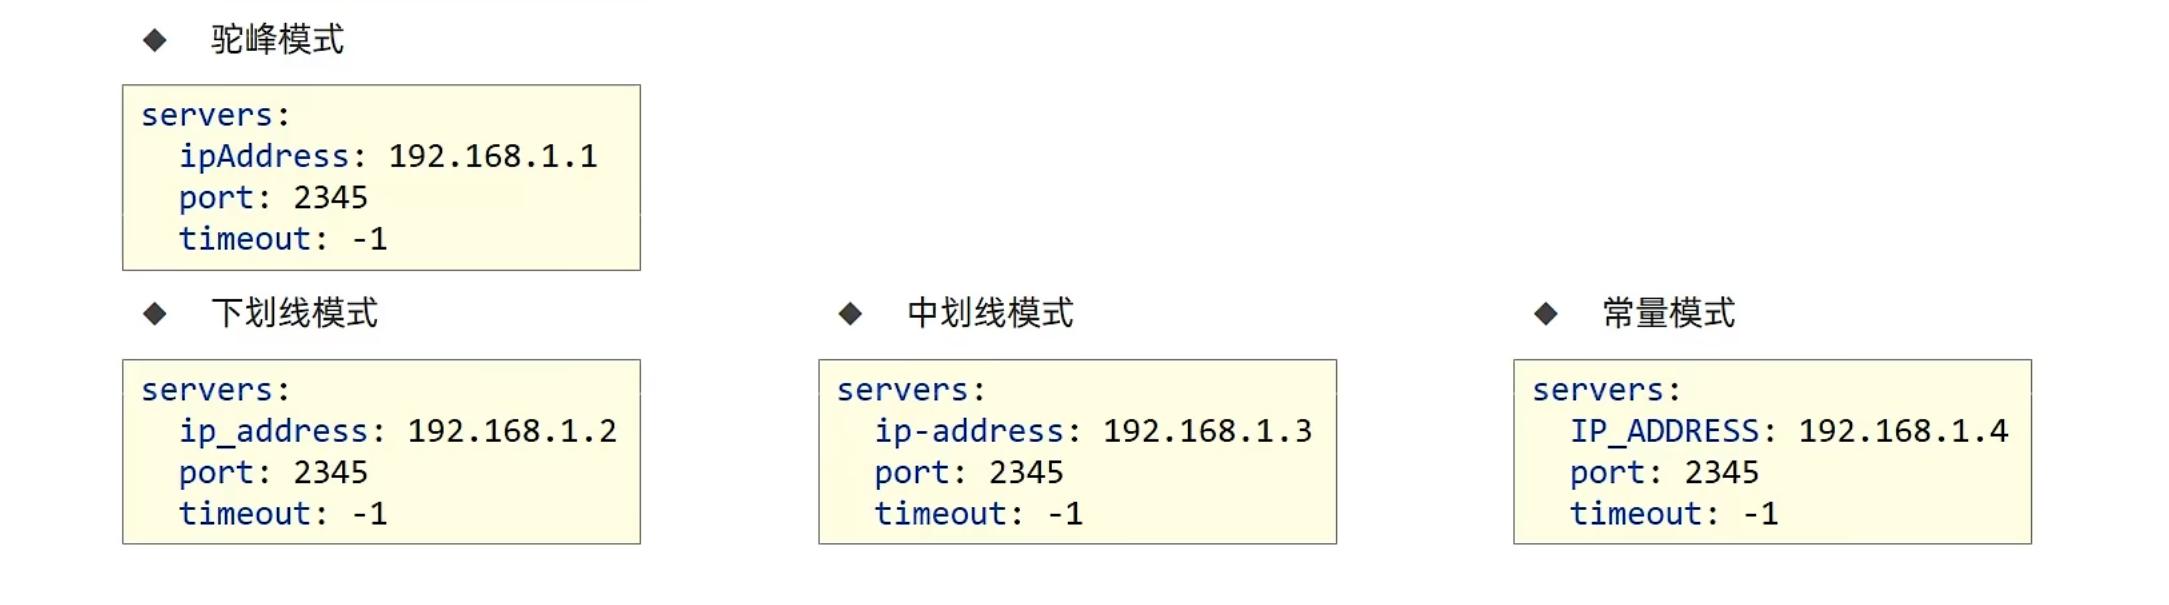 ◆ 驼峰模式
servers:
  ipAddress: 192.168.1.1
  port: 2345
  timeout: -1
◆ 下划线模式
servers:
  ip_address: 192.168.1.2
  port: 2345
  timeout: -1
◆ 中划线模式
servers:
  ip-address: 192.168.1.3
  port: 2345
  timeout: -1
◆ 常量模式
servers:
  IP_ADDRESS: 192.168.1.4
  port: 2345
  timeout: -1